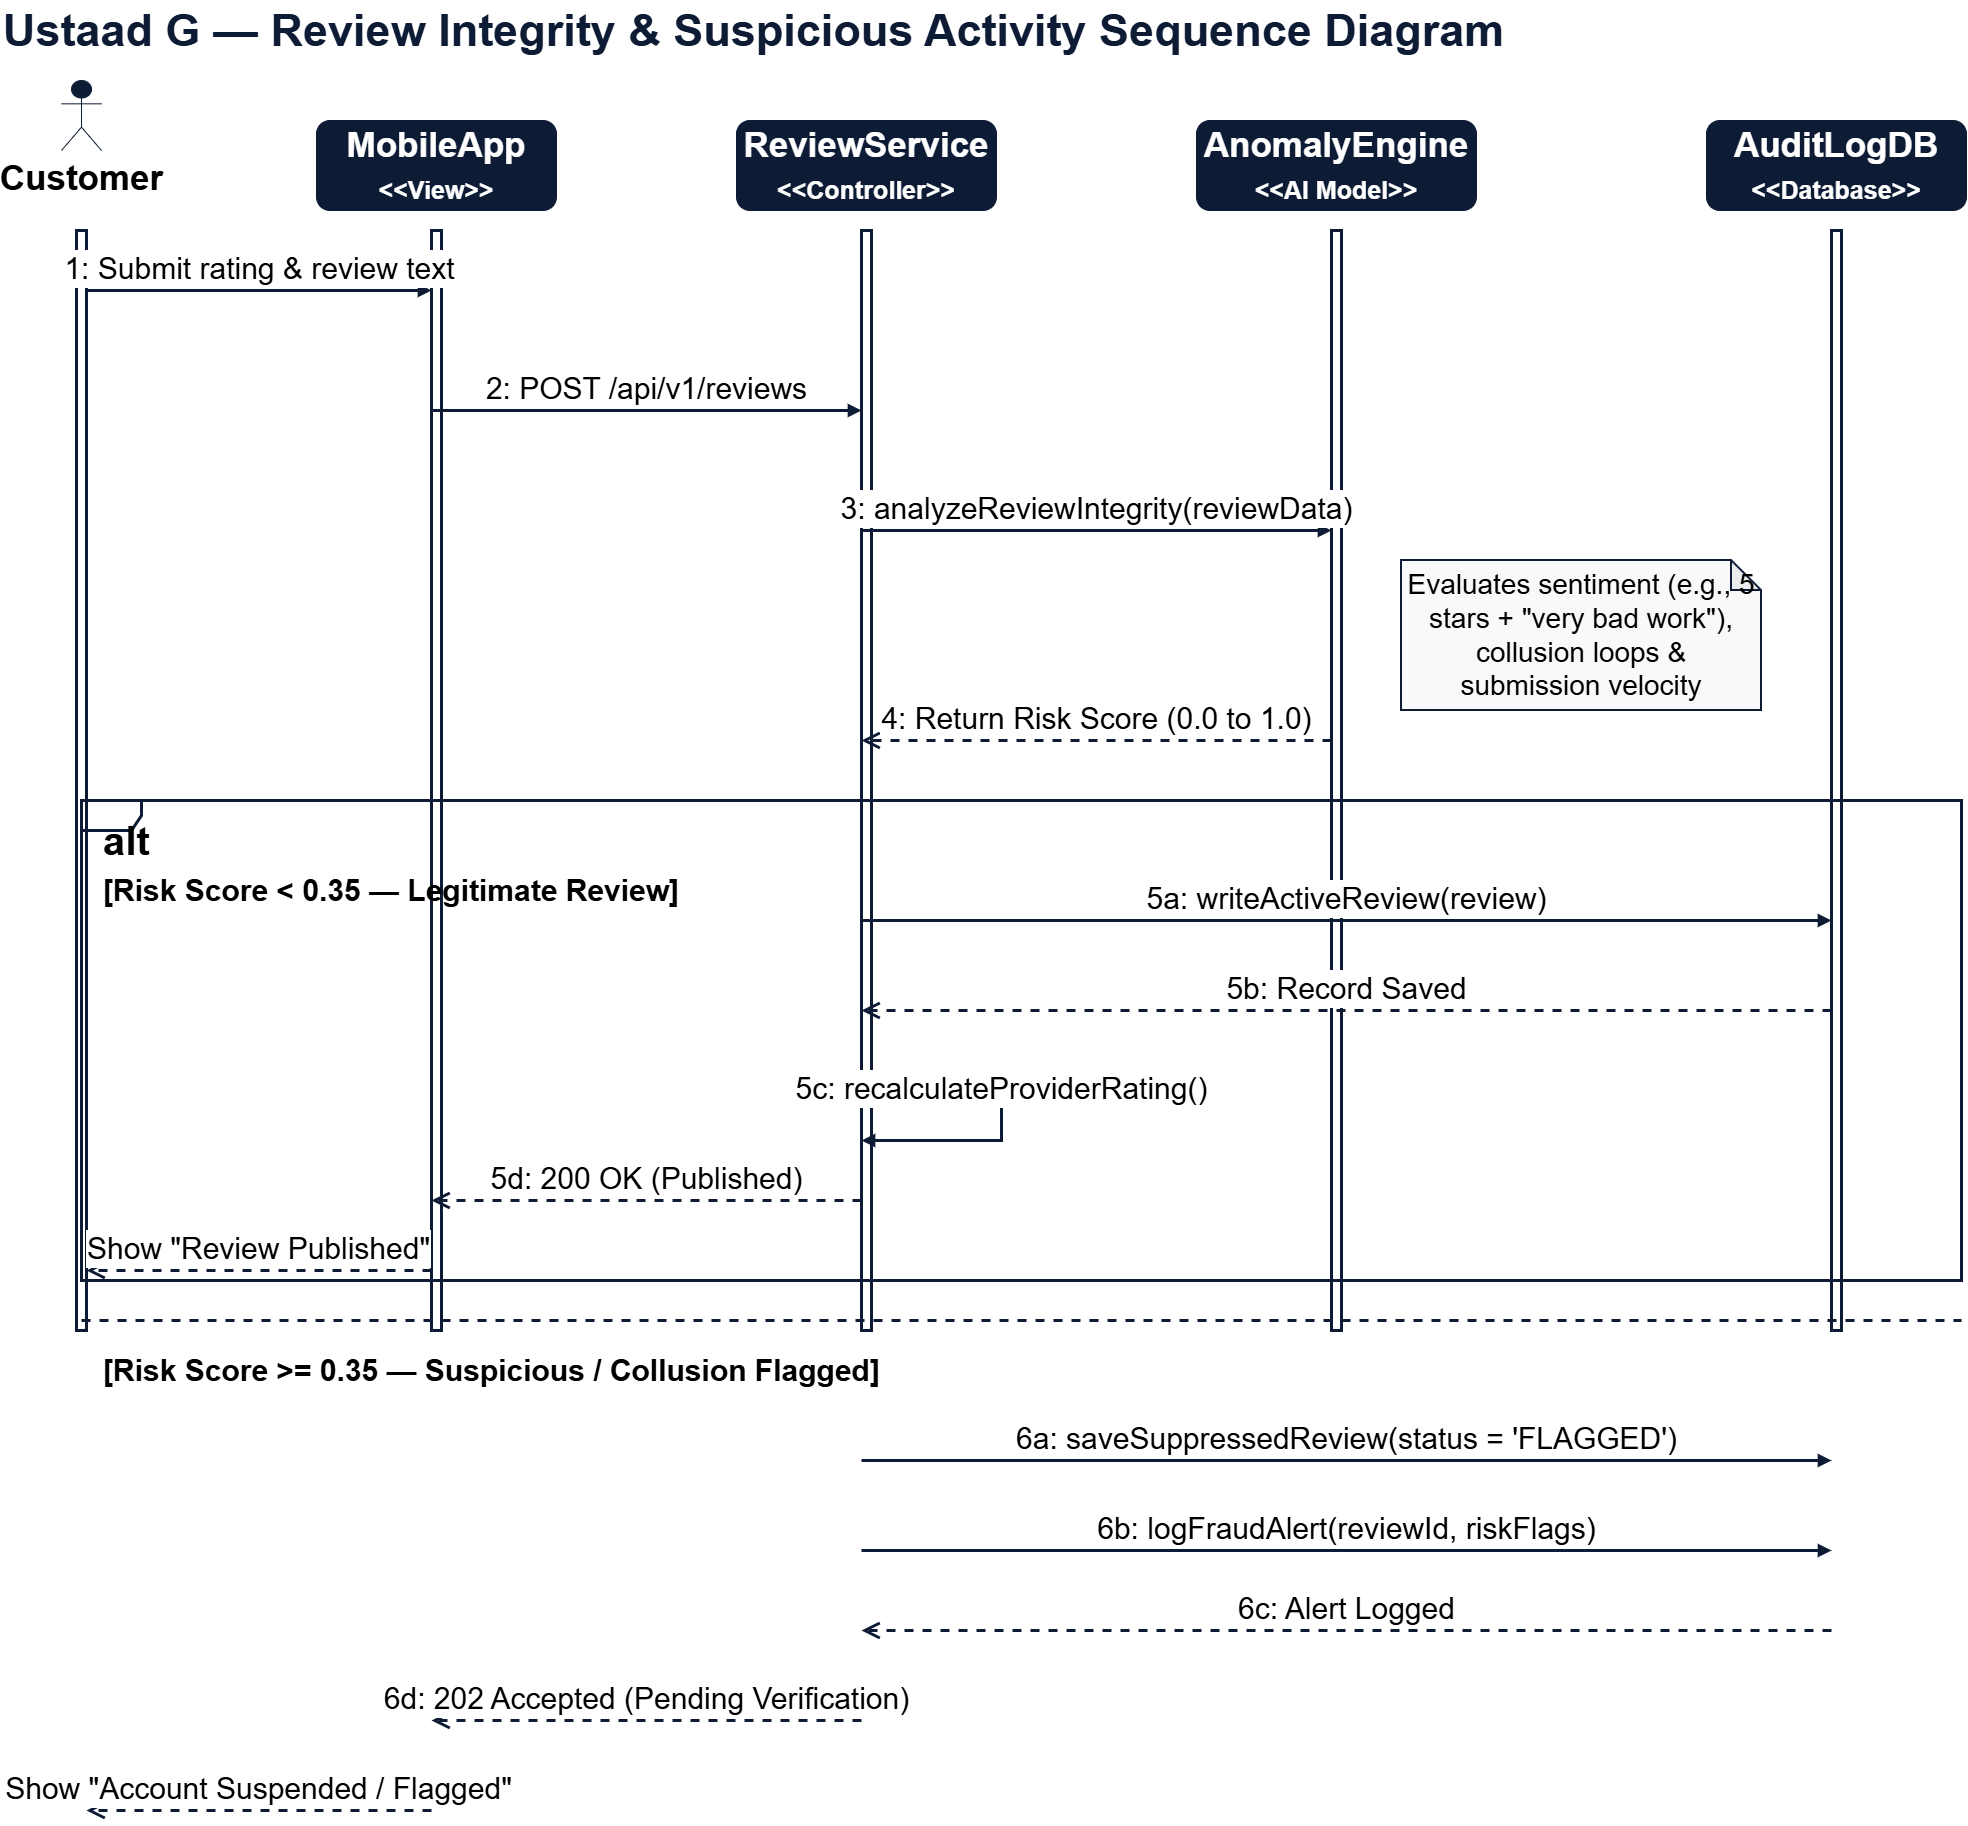 Ustaad G — Review Integrity & Suspicious Activity Sequence Diagram
Customer
MobileApp
<<View>>
ReviewService
<<Controller>>
AnomalyEngine
<<AI Model>>
AuditLogDB
<<Database>>
1: Submit rating & review text
2: POST /api/v1/reviews
3: analyzeReviewIntegrity(reviewData)
Evaluates sentiment (e.g., 5
stars + "very bad work"),
collusion loops &
submission velocity
4: Return Risk Score (0.0 to 1.0)
alt
[Risk Score < 0.35 — Legitimate Review]
5a: writeActiveReview(review)
5b: Record Saved
5c: recalculateProviderRating()
5d: 200 OK (Published)
Show "Review Published"
[Risk Score >= 0.35 — Suspicious / Collusion Flagged]
6a: saveSuppressedReview(status = 'FLAGGED')
6b: logFraudAlert(reviewId, riskFlags)
6c: Alert Logged
6d: 202 Accepted (Pending Verification)
Show "Account Suspended / Flagged"